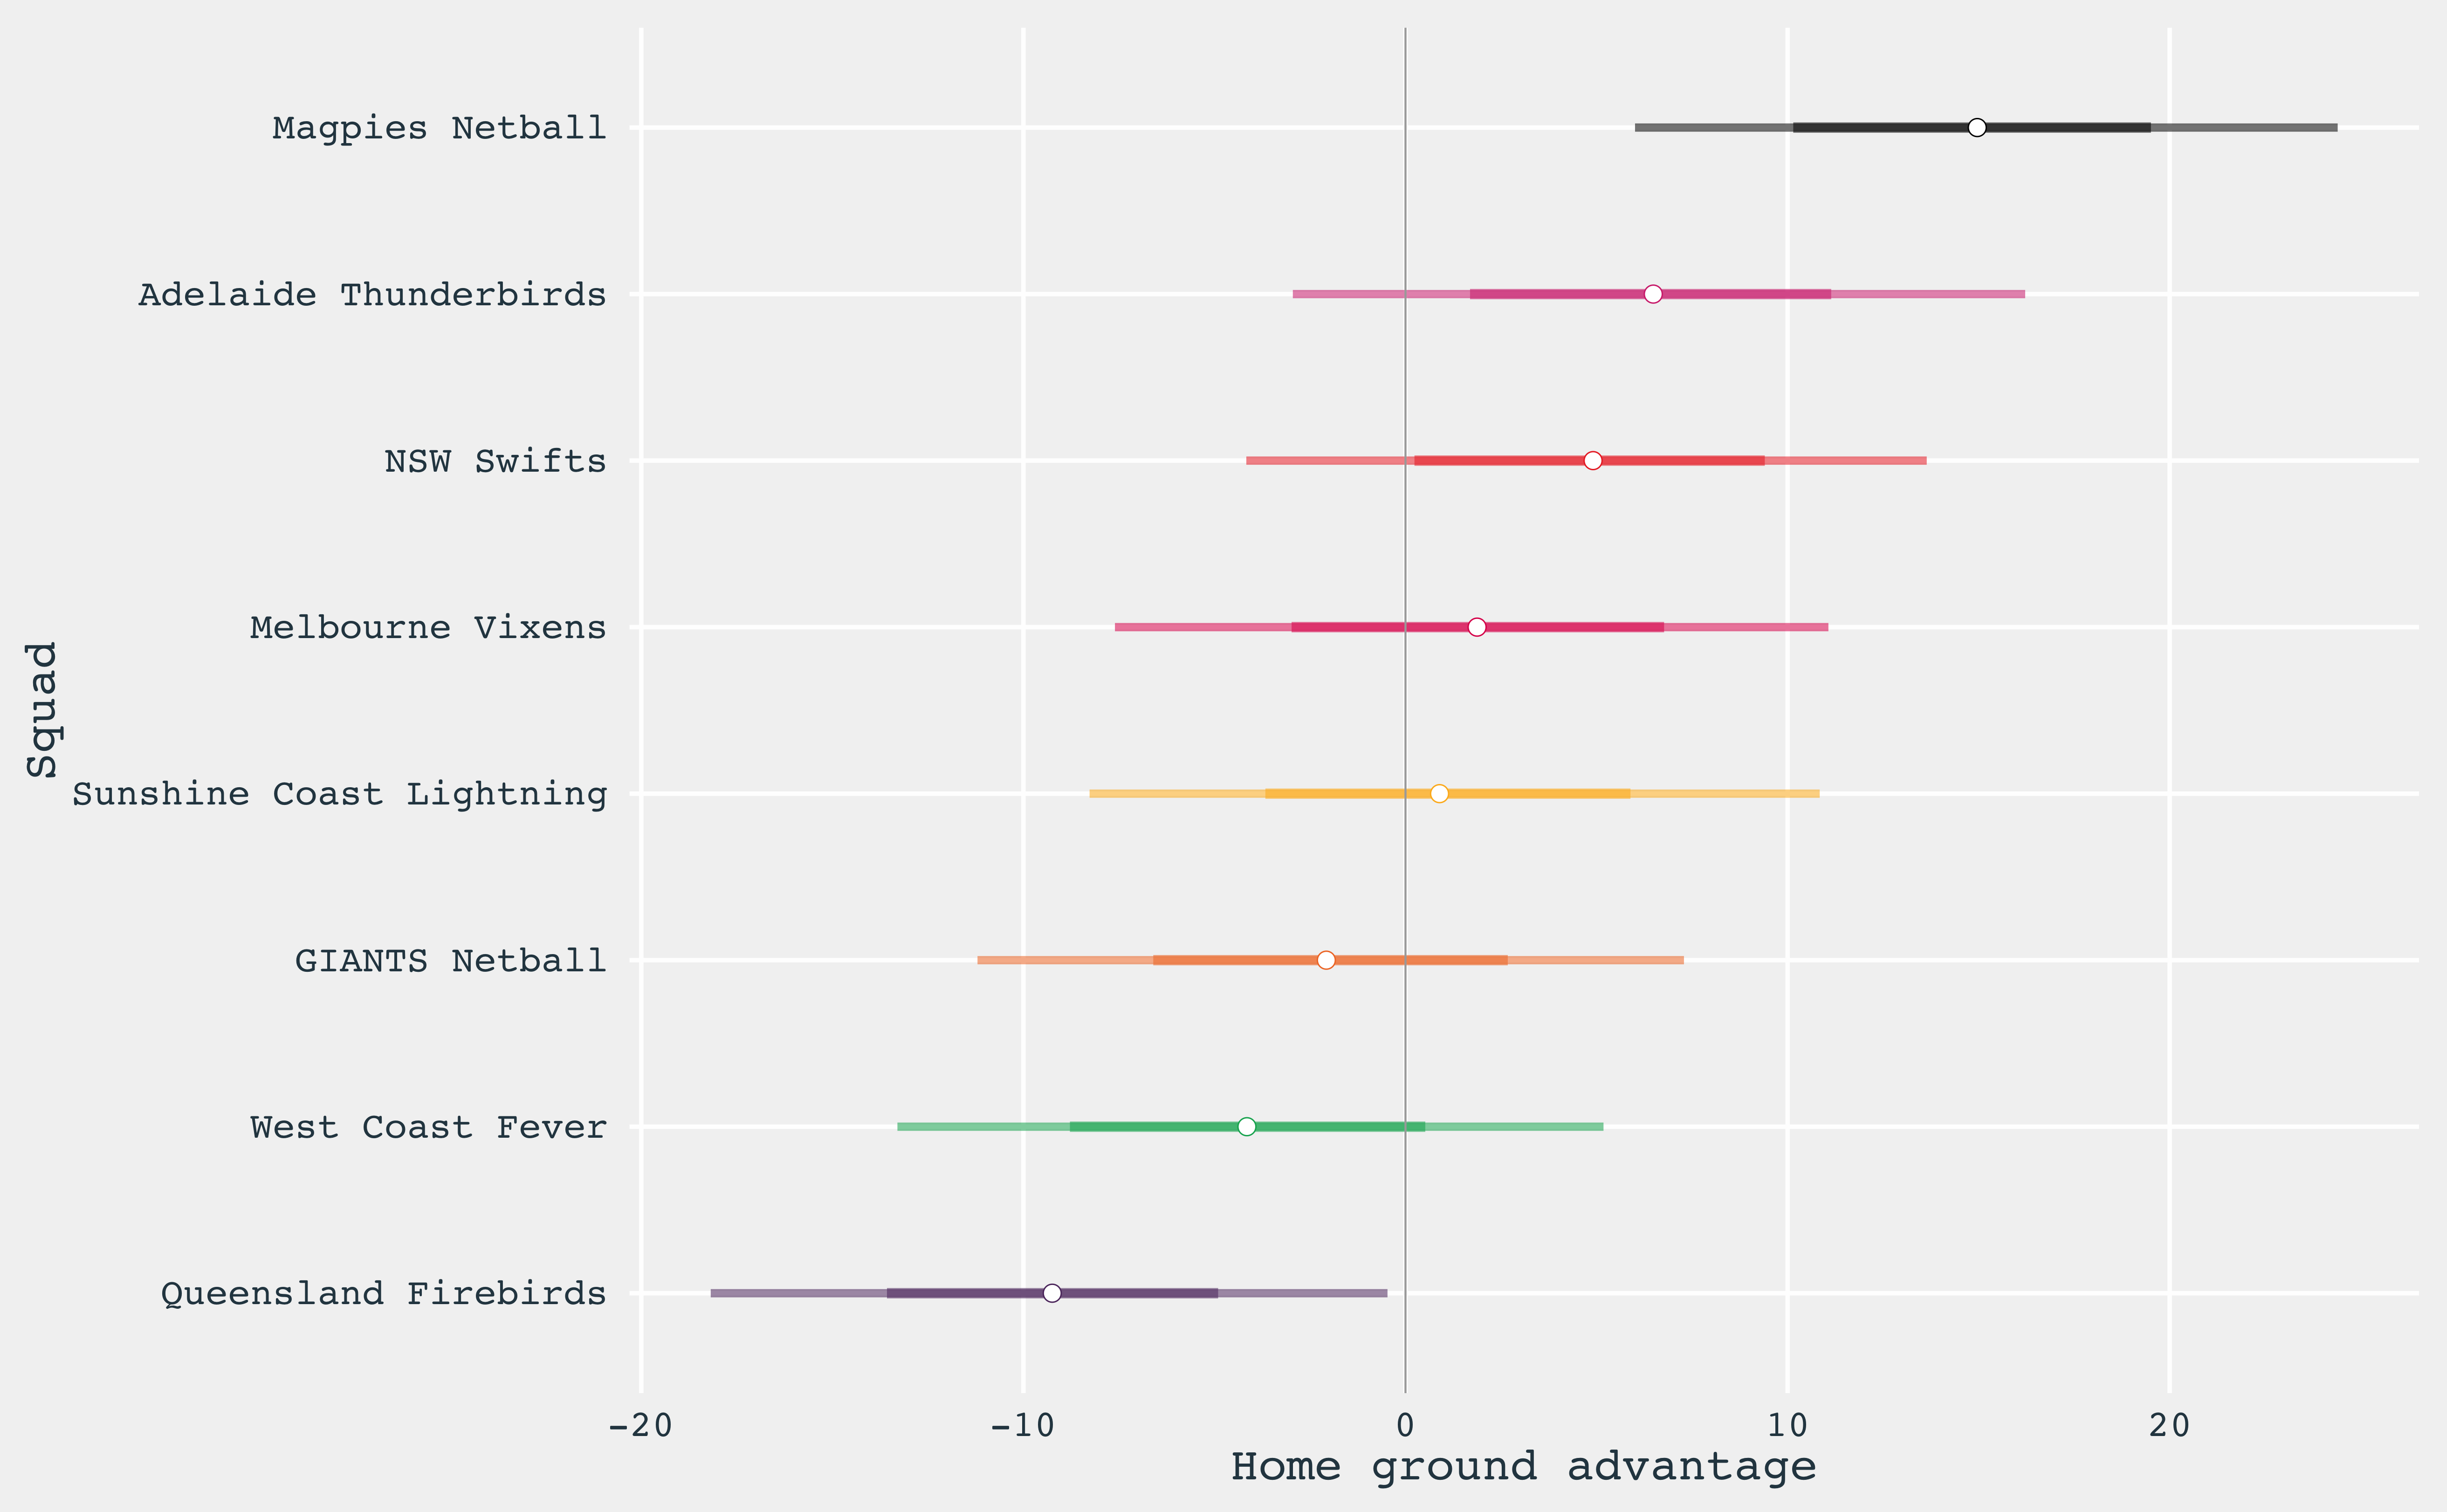 Squad
Magpies Netball
Adelaide Thunderbirds
NSW Swifts
Melbourne Vixens
Sunshine Coast Lightning
GIANTS Netball
West Coast Fever
Queensland Firebirds
-20 -10 0 10 20
Home ground advantage